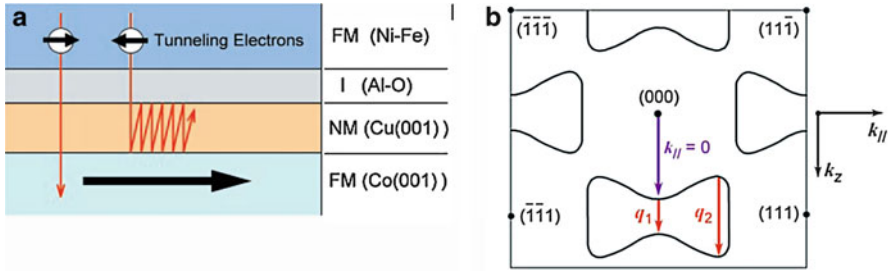 a
Tunneling Electrons
FM (Ni-Fe)
I (Al-O)
NM (Cu(001))
FM (Co(001))
b
(1̅1̅1̅)
(111̅)
(000)
k// = 0
k//
kz
q1
q2
(1̅1̅1)
(111)